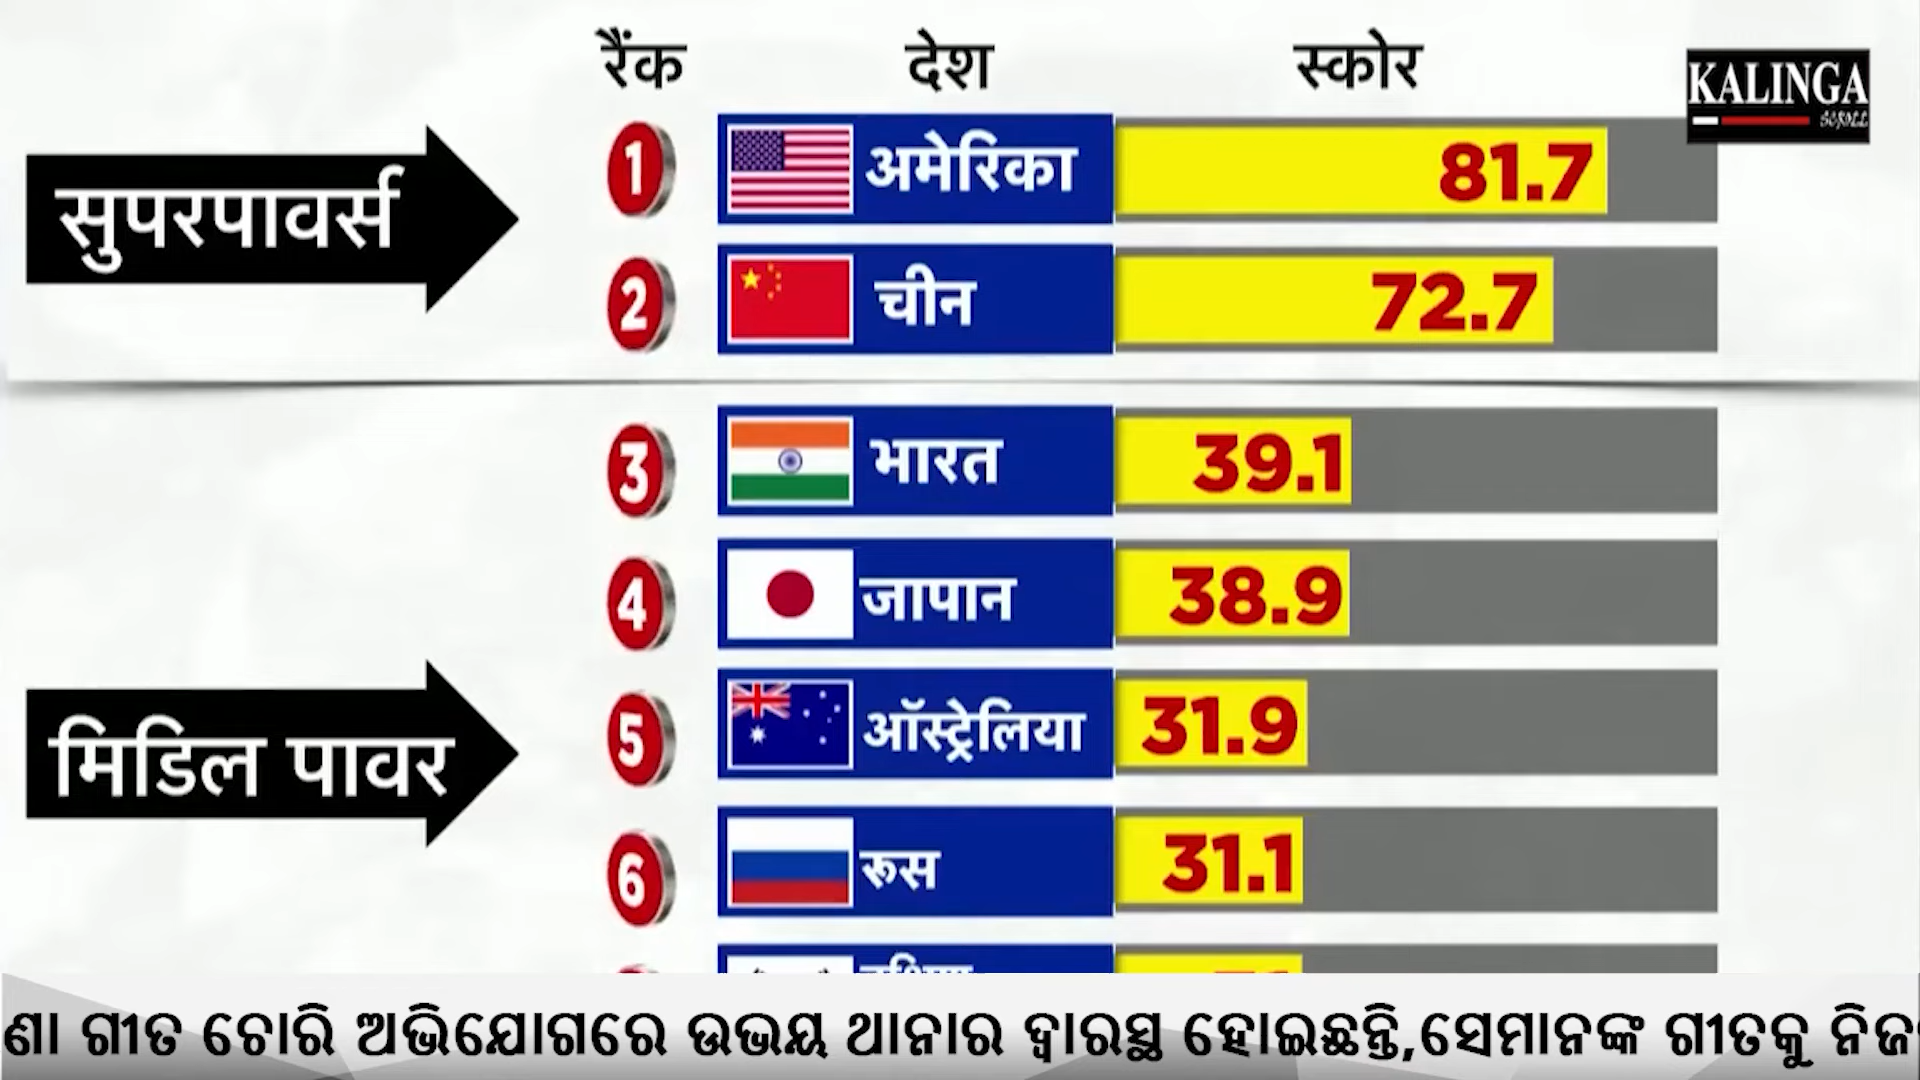 रैंक देश स्कोर
KALINGA
SCROLL
सुपरपावर्स
1 अमेरिका 81.7
2 चीन 72.7
3 भारत 39.1
4 जापान 38.9
मिडिल पावर
5 ऑस्ट्रेलिया 31.9
6 रूस 31.1
ଣା ଗୀତ ଚୋରି ଅଭିଯୋଗରେ ଉଭୟ ଥାନାର ଦ୍ୱାରସ୍ଥ ହୋଇଛନ୍ତି,ସେମାନଙ୍କ ଗୀତକୁ ନିଜ